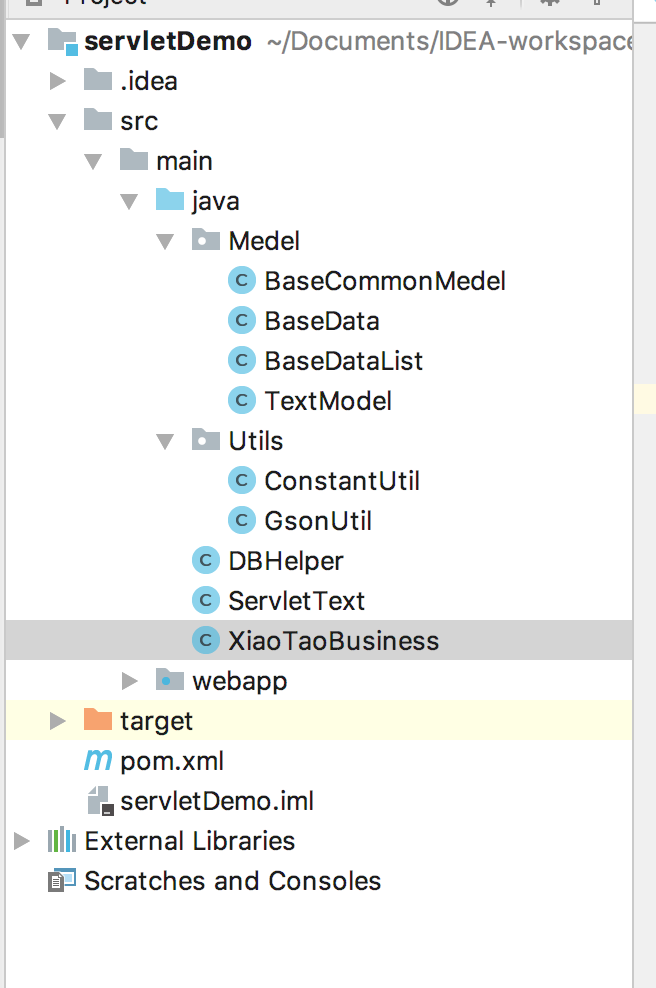 Project
servletDemo ~/Documents/IDEA-workspace
.idea
src
main
java
Medel
C BaseCommonMedel
C BaseData
C BaseDataList
C TextModel
Utils
C ConstantUtil
C GsonUtil
C DBHelper
C ServletText
C XiaoTaoBusiness
webapp
target
m pom.xml
servletDemo.iml
External Libraries
Scratches and Consoles